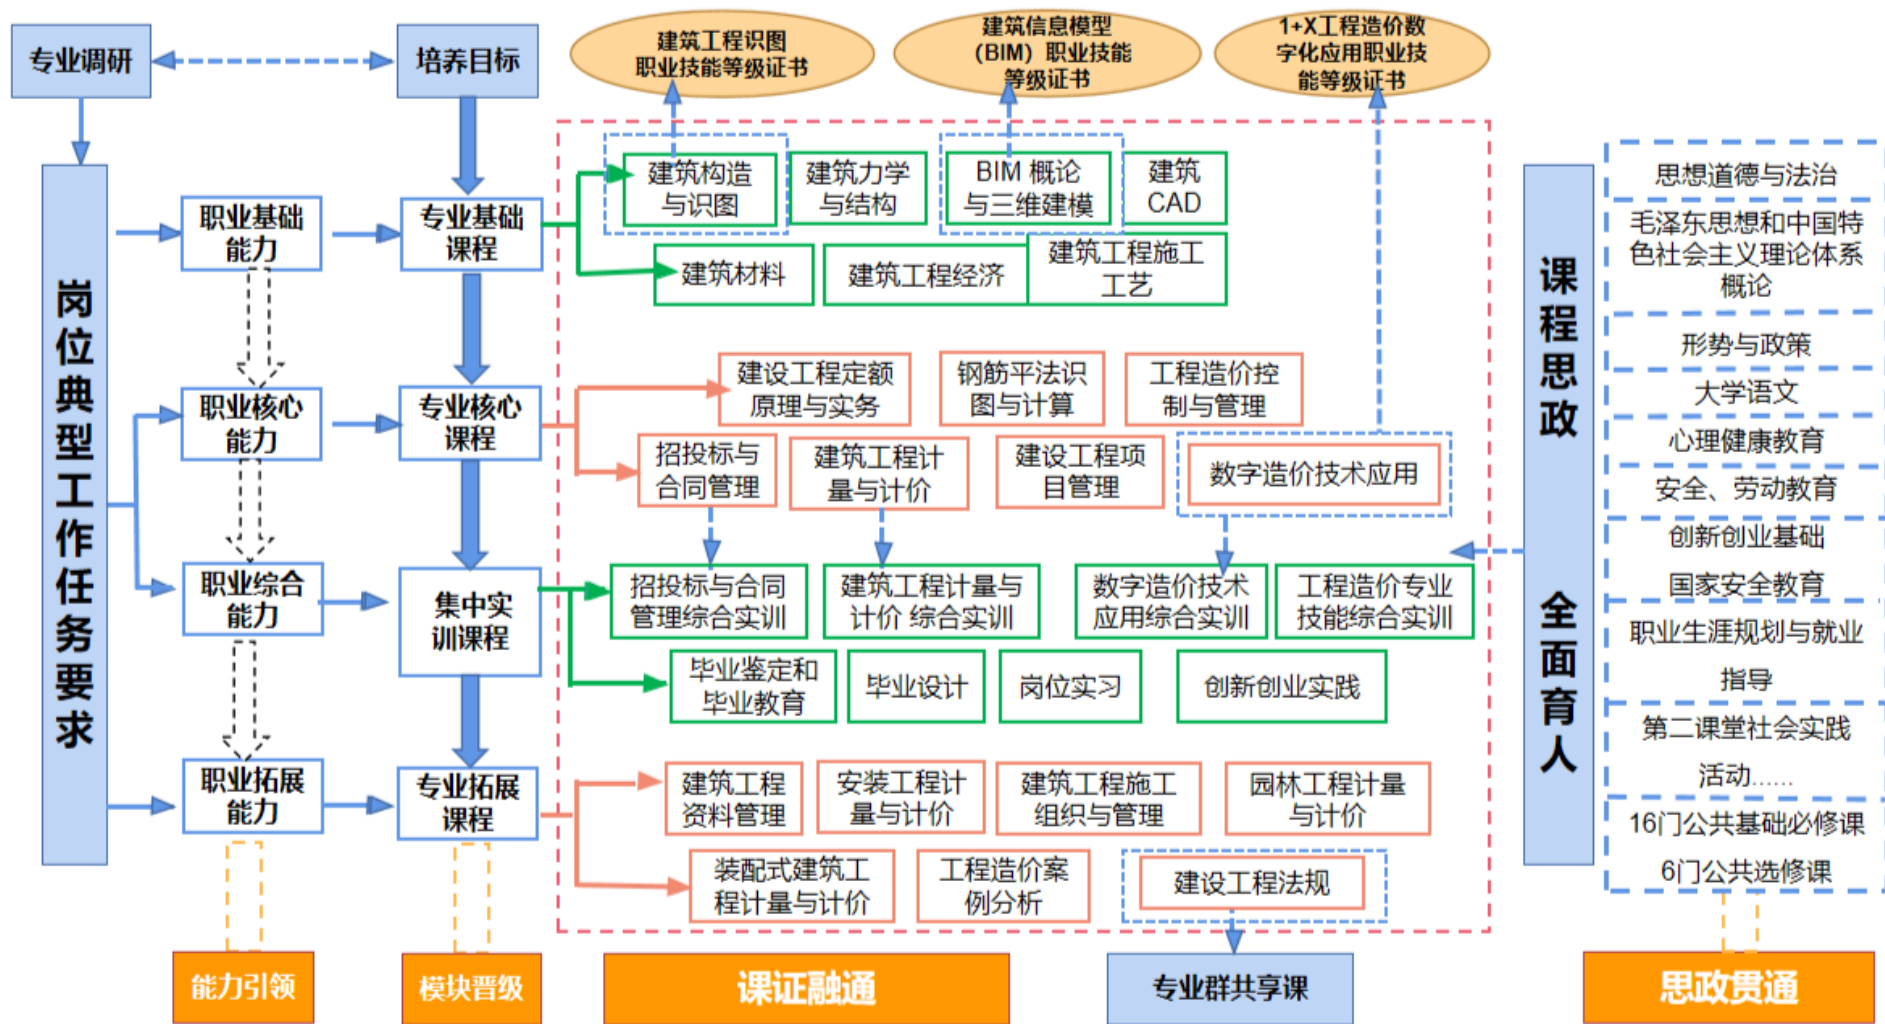 专业调研
培养目标
建筑工程识图
职业技能等级证书
建筑信息模型
（BIM）职业技能
等级证书
1+X工程造价数
字化应用职业技
能等级证书
岗位典型工作任务要求
职业基础
能力
专业基础
课程
建筑构造
与识图
建筑力学
与结构
BIM 概论
与三维建模
建筑
CAD
建筑材料
建筑工程经济
建筑工程施工
工艺
职业核心
能力
专业核心
课程
建设工程定额
原理与实务
钢筋平法识
图与计算
工程造价控
制与管理
招投标与
合同管理
建筑工程计
量与计价
建设工程项
目管理
数字造价技术应用
职业综合
能力
集中实
训课程
招投标与合同
管理综合实训
建筑工程计量与
计价 综合实训
数字造价技术
应用综合实训
工程造价专业
技能综合实训
毕业鉴定和
毕业教育
毕业设计
岗位实习
创新创业实践
职业拓展
能力
专业拓展
课程
建筑工程
资料管理
安装工程计
量与计价
建筑工程施工
组织与管理
园林工程计量
与计价
装配式建筑工
程计量与计价
工程造价案
例分析
建设工程法规
课程思政
全面育人
思想道德与法治
毛泽东思想和中国特
色社会主义理论体系
概论
形势与政策
大学语文
心理健康教育
安全、劳动教育
创新创业基础
国家安全教育
职业生涯规划与就业
指导
第二课堂社会实践
活动......
16门公共基础必修课
6门公共选修课
能力引领
模块晋级
课证融通
专业群共享课
思政贯通